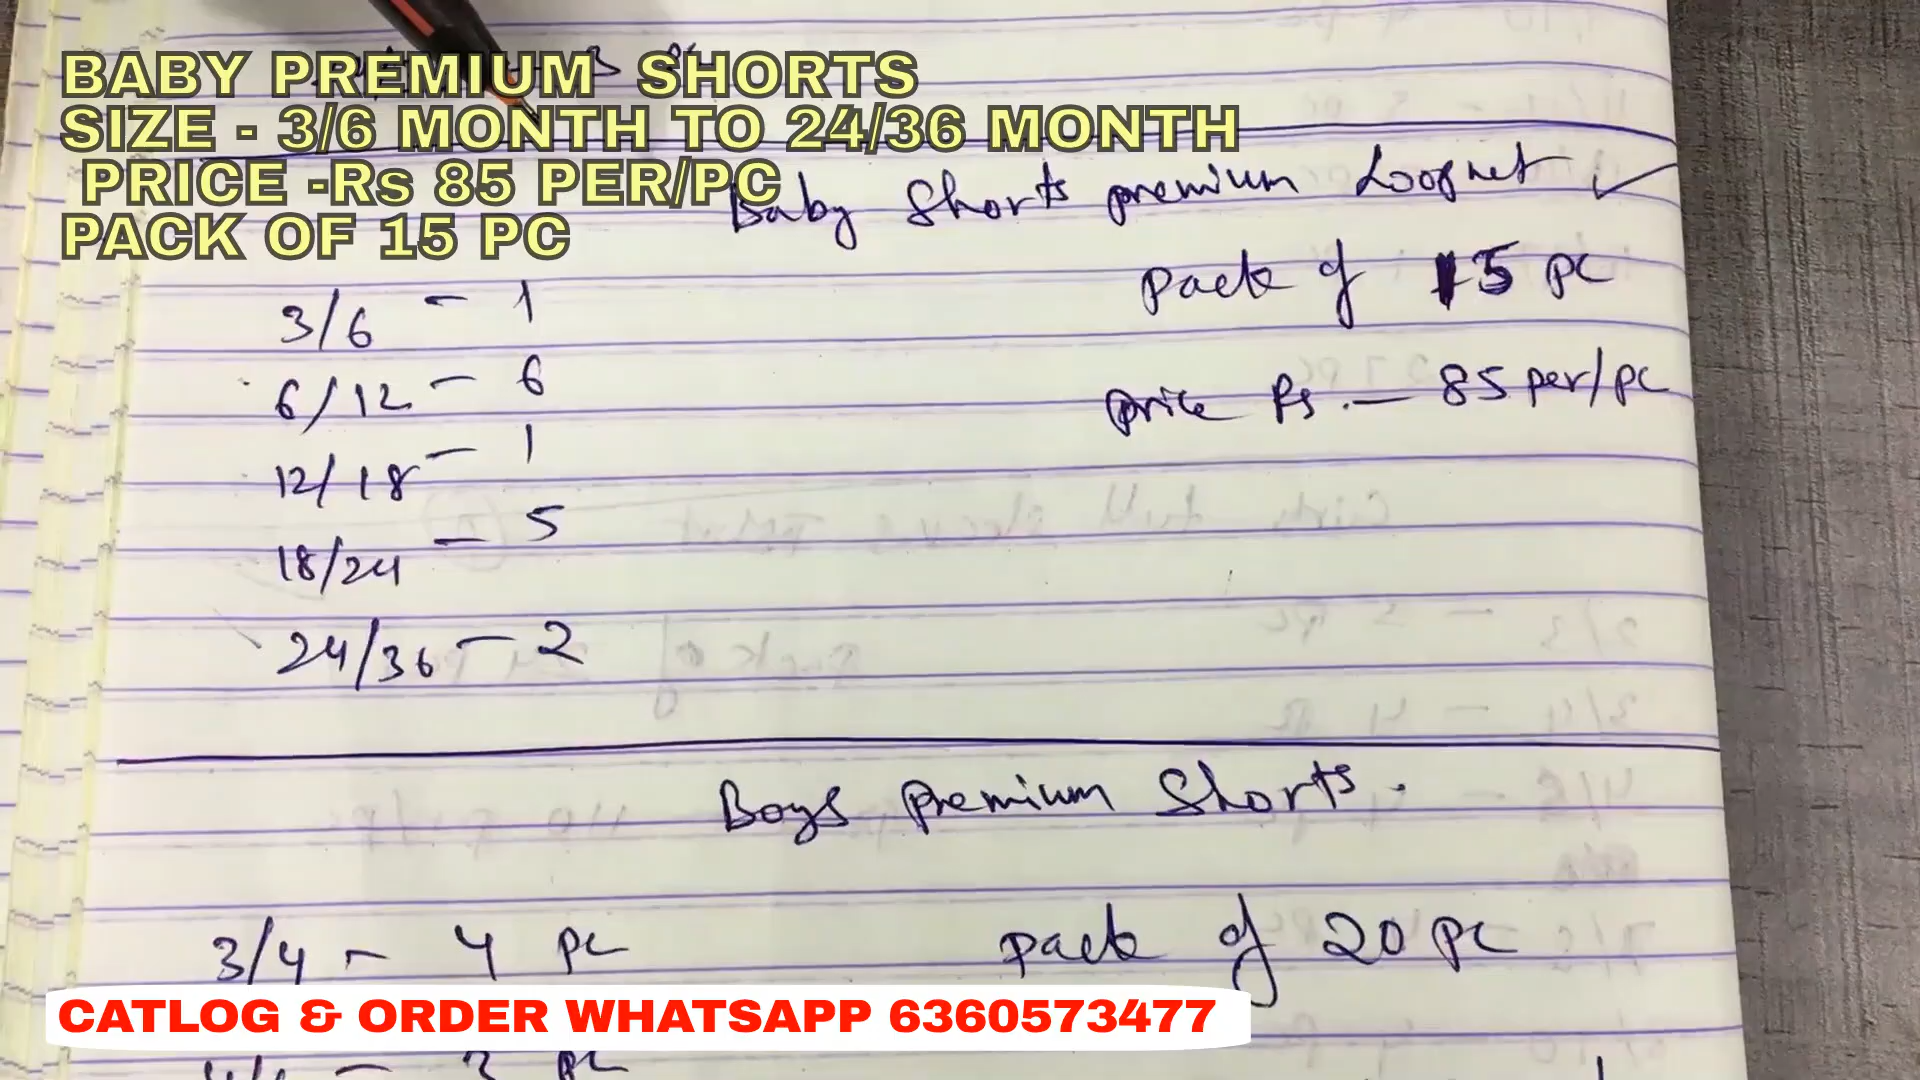 BABY PREMIUM SHORTS
SIZE - 3/6 MONTH TO 24/36 MONTH
PRICE -Rs 85 PER/PC
PACK OF 15 PC
Baby Shorts premium Loopnet ✓
Pack of 15 pc
price Rs. — 85 per/pc
3/6 - 1
6/12 - 6
12/18 - 1
18/24 - 5
24/36 - 2
Boys Premium Shorts.
3/4 - 4 pc
pack of 20 pc
CATLOG & ORDER WHATSAPP 6360573477